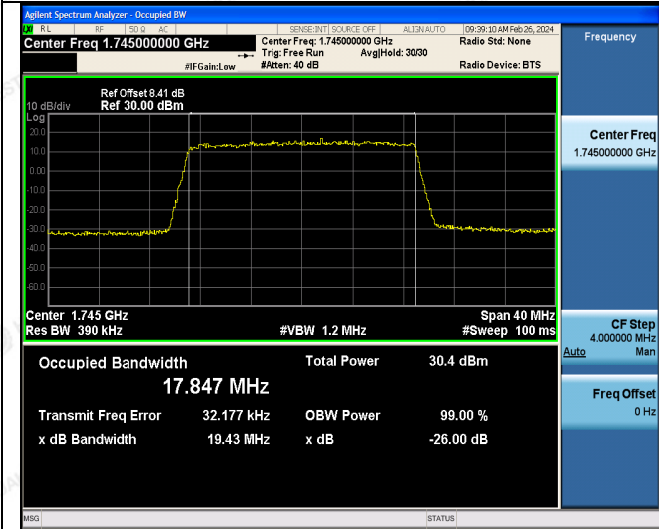 Agilent Spectrum Analyzer - Occupied BW
RL RF 50 Ω AC SENSE:INT SOURCE OFF ALIGN AUTO 09:39:10 AM Feb 26, 2024
Center Freq 1.745000000 GHz
Center Freq: 1.745000000 GHz
Radio Std: None
Trig: Free Run Avg|Hold: 30/30
#IFGain:Low #Atten: 40 dB Radio Device: BTS
Frequency
Ref Offset 8.41 dB
10 dB/div Ref 30.00 dBm
Log
20.0
10.0
0.00
-10.0
-20.0
-30.0
-40.0
-50.0
-60.0
Center 1.745 GHz Span 40 MHz
Res BW 390 kHz #VBW 1.2 MHz #Sweep 100 ms
Occupied Bandwidth Total Power 30.4 dBm
17.847 MHz
Transmit Freq Error 32.177 kHz OBW Power 99.00 %
x dB Bandwidth 19.43 MHz x dB -26.00 dB
Center Freq
1.745000000 GHz
CF Step
4.000000 MHz
Auto Man
Freq Offset
0 Hz
MSG STATUS